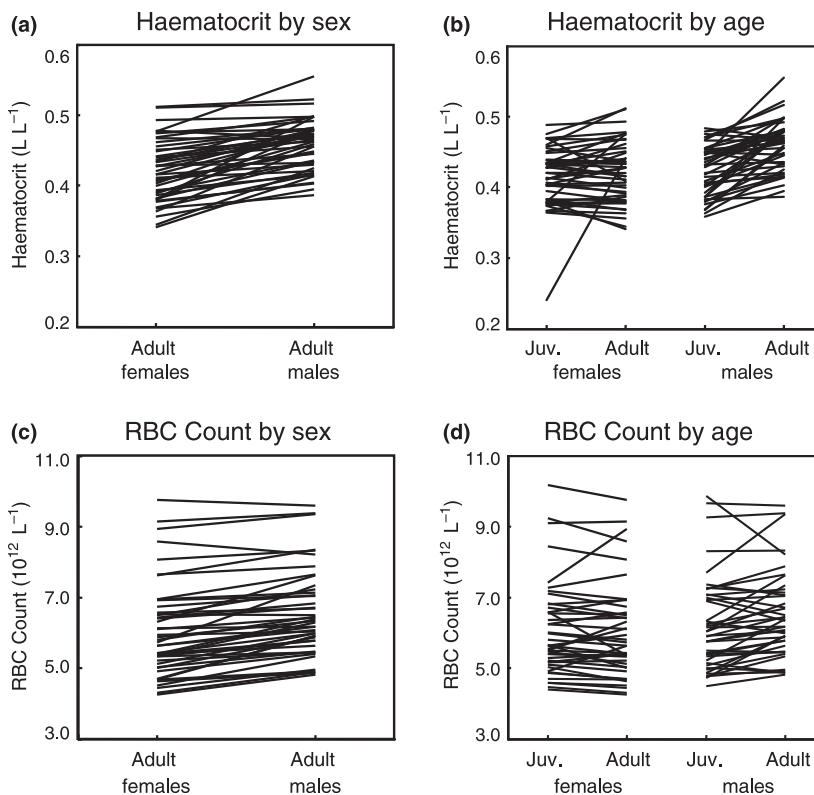 (a) Haematocrit by sex
0.6
0.5
0.4
0.3
0.2
Haematocrit (L L⁻¹)
Adult females
Adult males
(b) Haematocrit by age
0.6
0.5
0.4
0.3
0.2
Haematocrit (L L⁻¹)
Juv. Adult Juv. Adult
females males
(c) RBC Count by sex
11.0
9.0
7.0
5.0
3.0
RBC Count (10¹² L⁻¹)
Adult females
Adult males
(d) RBC Count by age
11.0
9.0
7.0
5.0
3.0
RBC Count (10¹² L⁻¹)
Juv. Adult Juv. Adult
females males